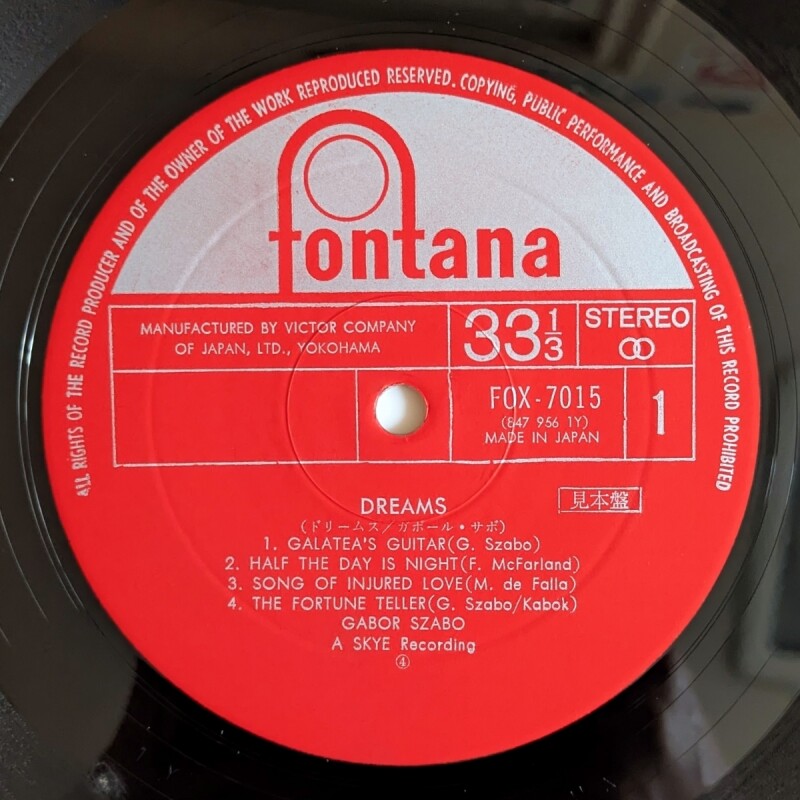 ALL RIGHTS OF THE RECORD PRODUCER AND OF THE OWNER OF THE WORK REPRODUCED RESERVED. COPYING, PUBLIC PERFORMANCE AND BROADCASTING OF THIS RECORD PROHIBITED
fontana
MANUFACTURED BY VICTOR COMPANY
OF JAPAN, LTD., YOKOHAMA
33 1/3
STEREO
FOX-7015
(847 956 1Y)
MADE IN JAPAN
1
見本盤
DREAMS
(ドリームス/ガボール・サボ)
1. GALATEA'S GUITAR(G. Szabo)
2. HALF THE DAY IS NIGHT(F. McFarland)
3. SONG OF INJURED LOVE(M. de Falla)
4. THE FORTUNE TELLER(G. Szabo/Kabok)
GABOR SZABO
A SKYE Recording
④